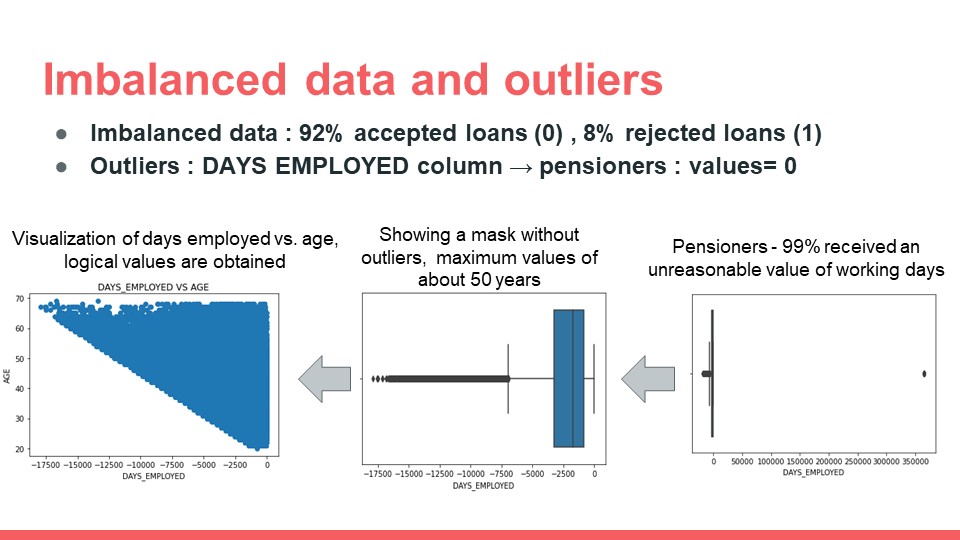 Imbalanced data and outliers
● Imbalanced data : 92% accepted loans (0) , 8% rejected loans (1)
● Outliers : DAYS EMPLOYED column → pensioners : values= 0
Visualization of days employed vs. age,
logical values are obtained
DAYS_EMPLOYED VS AGE
70
60
50
40
30
20
AGE
−17500 −15000 −12500 −10000 −7500 −5000 −2500 0
DAYS_EMPLOYED
Showing a mask without
outliers, maximum values of
about 50 years
−17500 −15000 −12500 −10000 −7500 −5000 −2500 0
DAYS_EMPLOYED
Pensioners - 99% received an
unreasonable value of working days
0 50000 100000 150000 200000 250000 300000 350000
DAYS_EMPLOYED